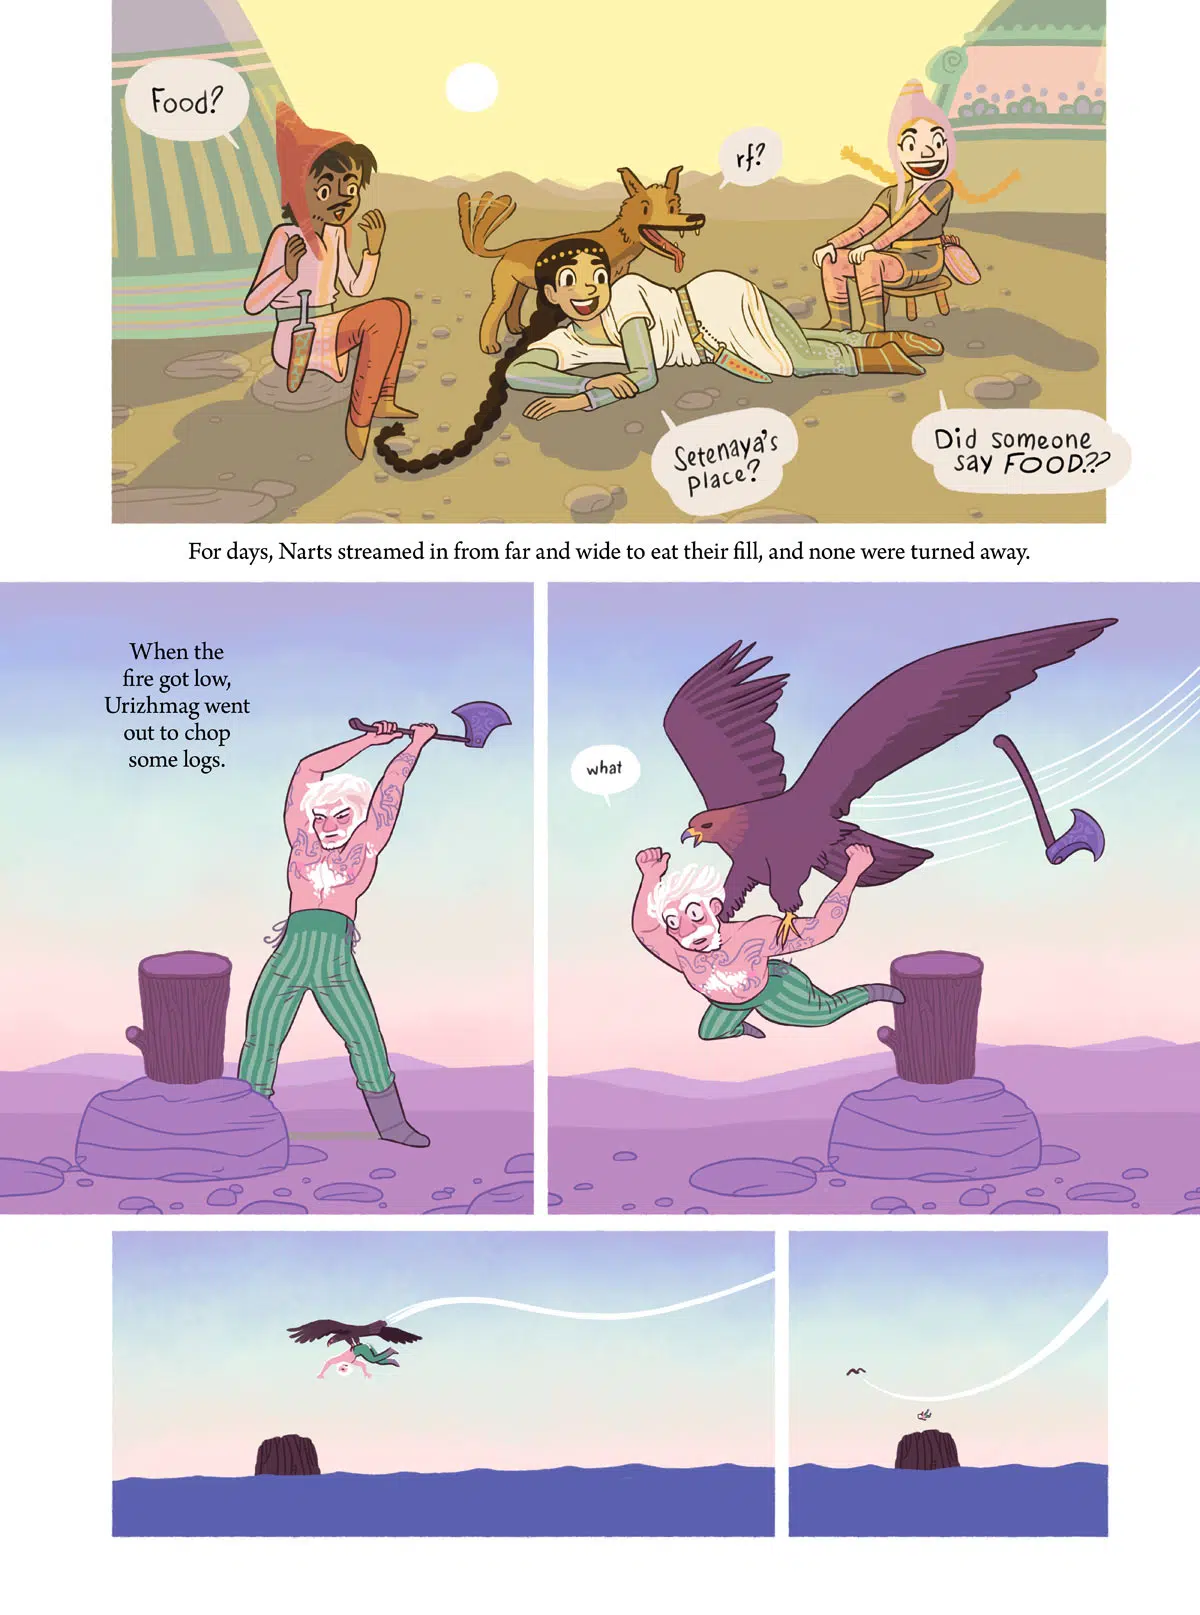 Food?
rf?
Setenaya's
place?
Did someone
say FOOD??
For days, Narts streamed in from far and wide to eat their fill, and none were turned away.
When the
fire got low,
Urizhmag went
out to chop
some logs.
what